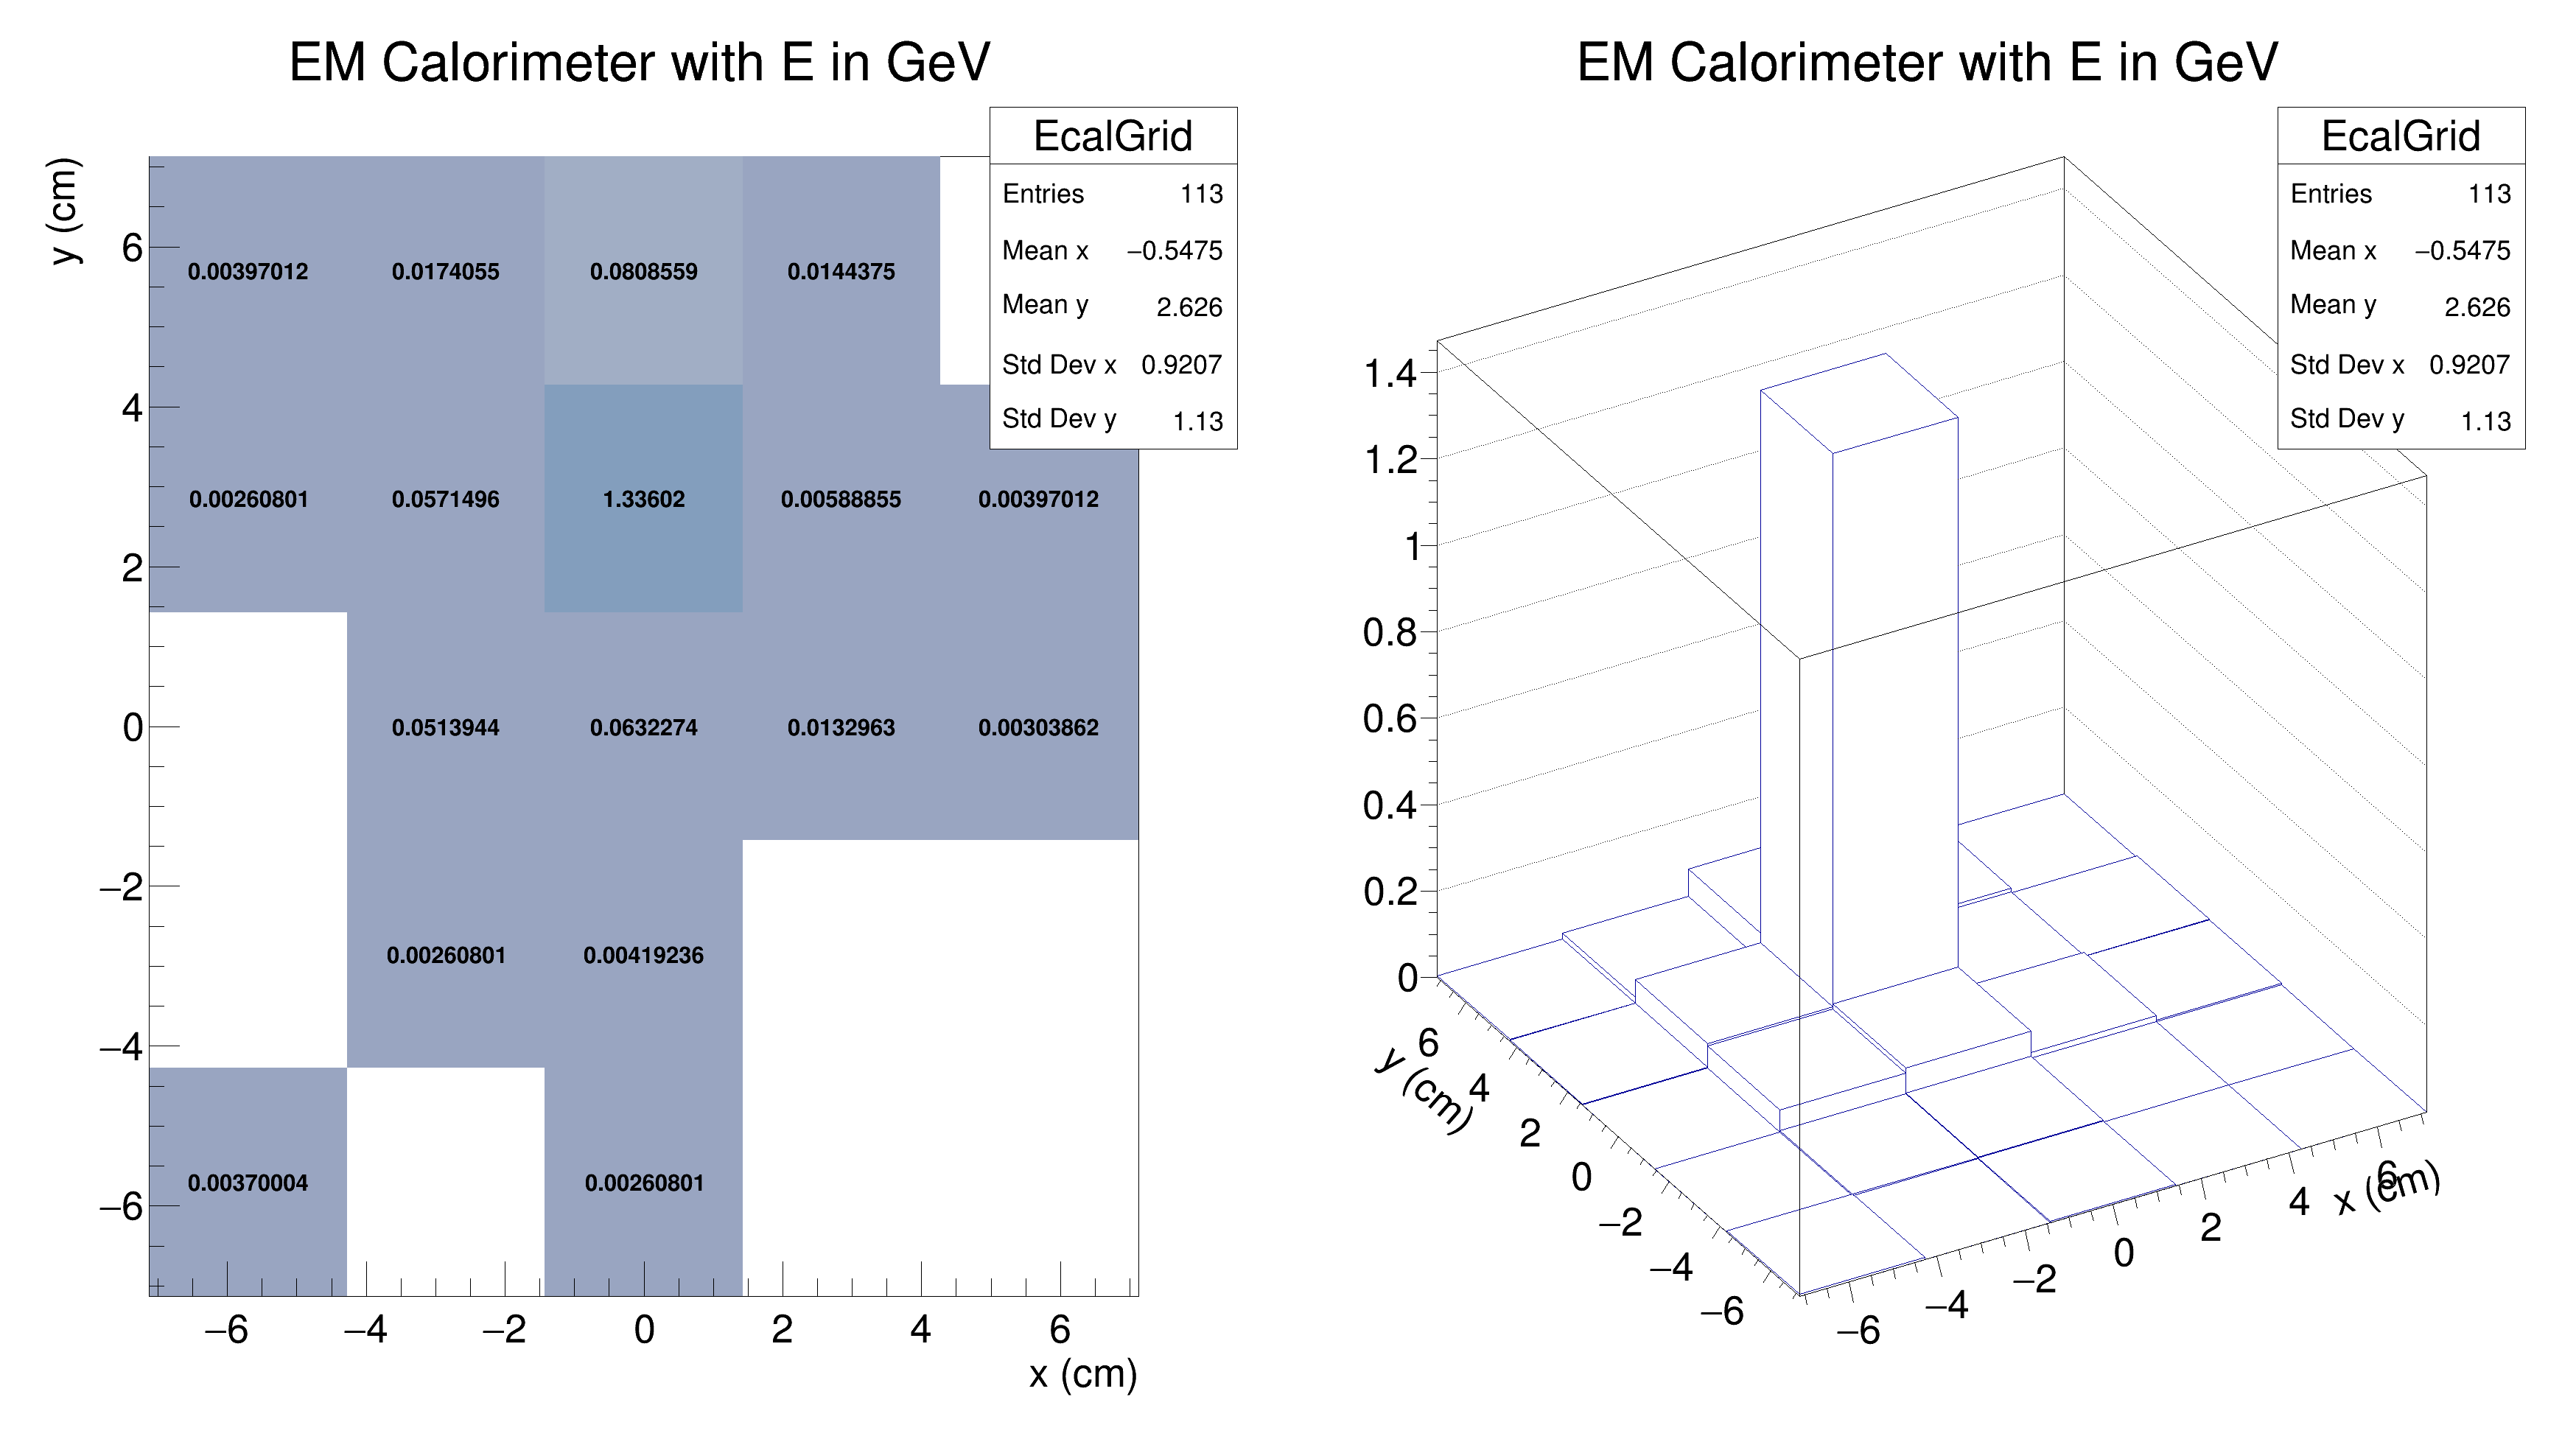 EM Calorimeter with E in GeV
EcalGrid
Entries 113
Mean x −0.5475
Mean y 2.626
Std Dev x 0.9207
Std Dev y 1.13
y (cm)
6
4
2
0
−2
−4
−6
0.00397012 0.0174055 0.0808559 0.0144375
0.00260801 0.0571496 1.33602 0.00588855 0.00397012
0.0513944 0.0632274 0.0132963 0.00303862
0.00260801 0.00419236
0.00370004 0.00260801
−6 −4 −2 0 2 4 6
x (cm)
EM Calorimeter with E in GeV
EcalGrid
Entries 113
Mean x −0.5475
Mean y 2.626
Std Dev x 0.9207
Std Dev y 1.13
1.4
1.2
1
0.8
0.6
0.4
0.2
0
6
4
2
0
−2
−4
−6
y (cm)
−6
−4
−2
0
2
4
6
x (cm)